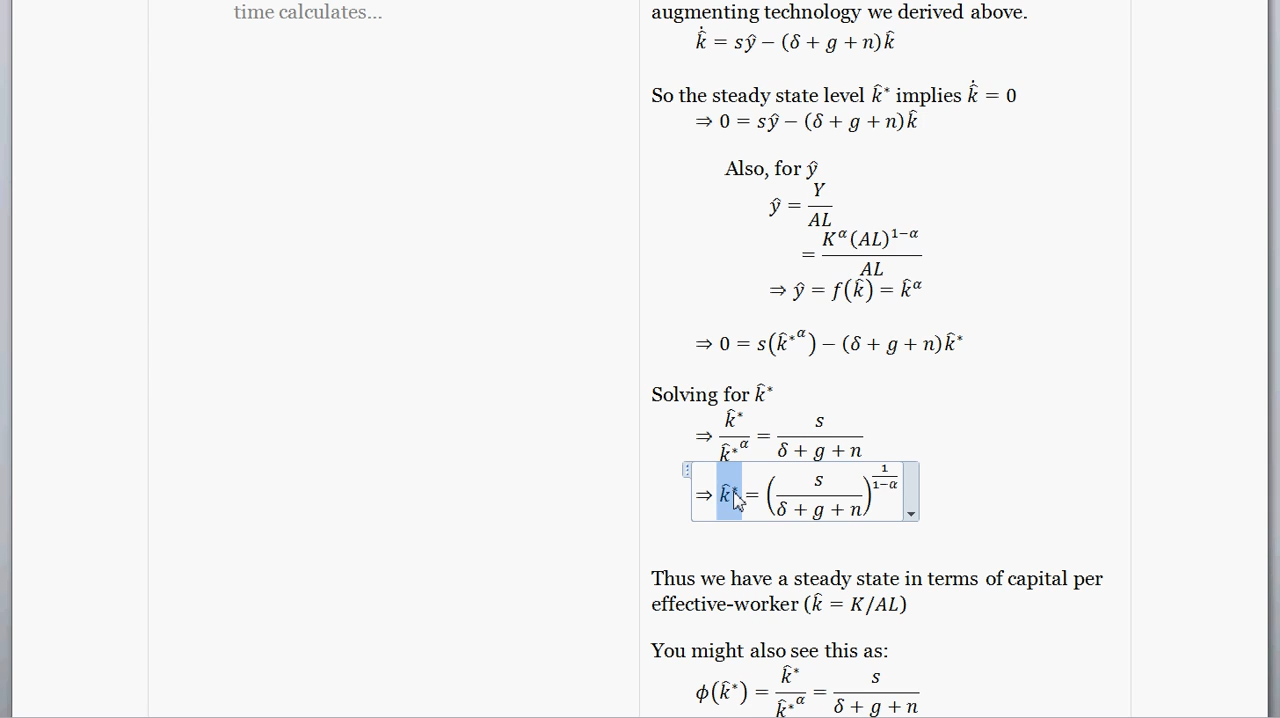 time calculates...
augmenting technology we derived above.
k̂̇ = sŷ − (δ + g + n)k̂
So the steady state level k̂* implies k̂̇ = 0
⇒ 0 = sŷ − (δ + g + n)k̂
Also, for ŷ
ŷ = Y/AL
= K^α(AL)^(1−α)/AL
⇒ ŷ = f(k̂) = k̂^α
⇒ 0 = s(k̂*^α) − (δ + g + n)k̂*
Solving for k̂*
⇒ k̂*/k̂*^α = s/(δ + g + n)
⇒ k̂* = (s/(δ + g + n))^(1/(1−α))
Thus we have a steady state in terms of capital per
effective-worker (k̂ = K/AL)
You might also see this as:
ϕ(k̂*) = k̂*/k̂*^α = s/(δ + g + n)